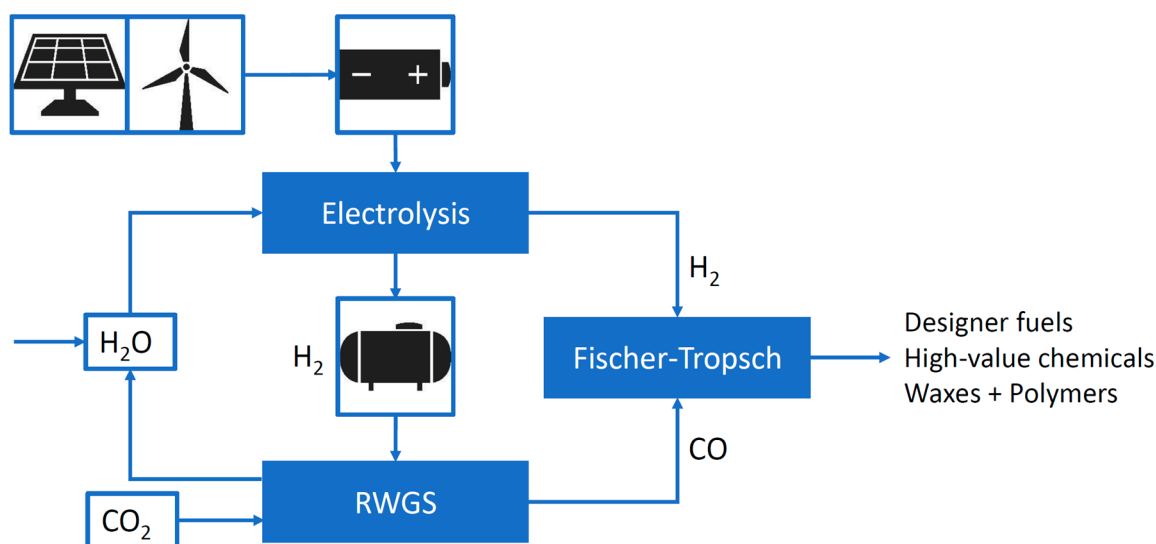 − +
Electrolysis
H₂
H₂O
H₂
Fischer-Tropsch
Designer fuels
High-value chemicals
Waxes + Polymers
CO
RWGS
CO₂